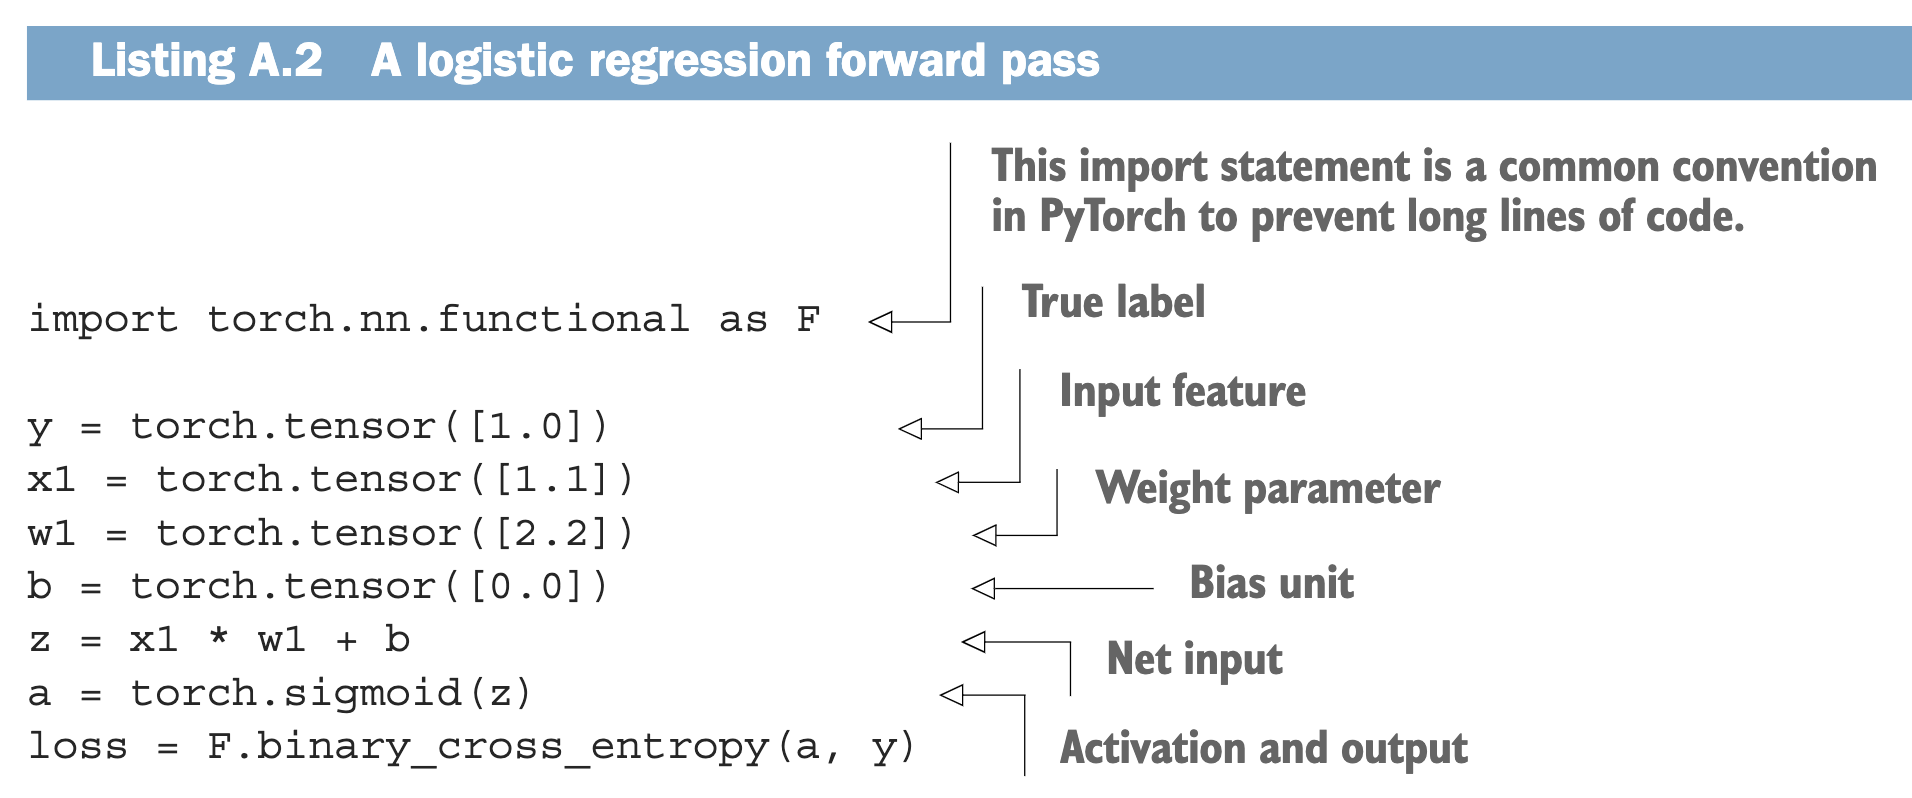 Listing A.2 A logistic regression forward pass
This import statement is a common convention
in PyTorch to prevent long lines of code.
import torch.nn.functional as F
True label
Input feature
y = torch.tensor([1.0])
x1 = torch.tensor([1.1])
Weight parameter
w1 = torch.tensor([2.2])
b = torch.tensor([0.0])
Bias unit
z = x1 * w1 + b
Net input
a = torch.sigmoid(z)
loss = F.binary_cross_entropy(a, y)
Activation and output